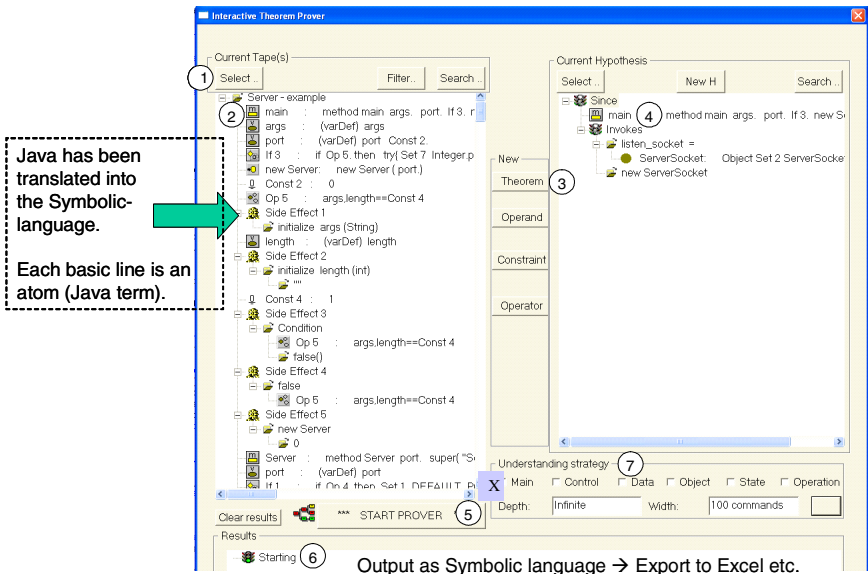 Interactive Theorem Prover
Current Tape(s)
1
Select ..
Filter..
Search ..
Server - example
2
main : method main args. port. If 3. r
args : (varDef) args
port : (varDef) port Const 2.
If 3 : if Op 5. then try{ Set 7 Integer.p
new Server: new Server ( port.)
Const 2 : 0
Op 5 : args,length==Const 4
Side Effect 1
initialize args (String)
length : (varDef) length
Side Effect 2
initialize length (int)
""
Const 4 : 1
Side Effect 3
Condition
Op 5 : args,length==Const 4
false()
Side Effect 4
false
Op 5 : args,length==Const 4
Side Effect 5
new Server
0
Server : method Server port. super( "S
port : (varDef) port
If 1 : if Op 4. then Set 1 DEFAULT
Clear results
*** START PROVER
5
Java has been
translated into
the Symbolic-
language.
Each basic line is an
atom (Java term).
New
Theorem
3
Operand
Constraint
Operator
Current Hypothesis
Select ..
New H
Search ..
Since
main 4 method main args. port. If 3. new S
Invokes
listen_socket =
ServerSocket: Object Set 2 ServerSocke
new ServerSocket
Understanding strategy
7
X
Main
Control
Data
Object
State
Operation
Depth:
Infinite
Width:
100 commands
Results
Starting
6
Output as Symbolic language → Export to Excel etc.